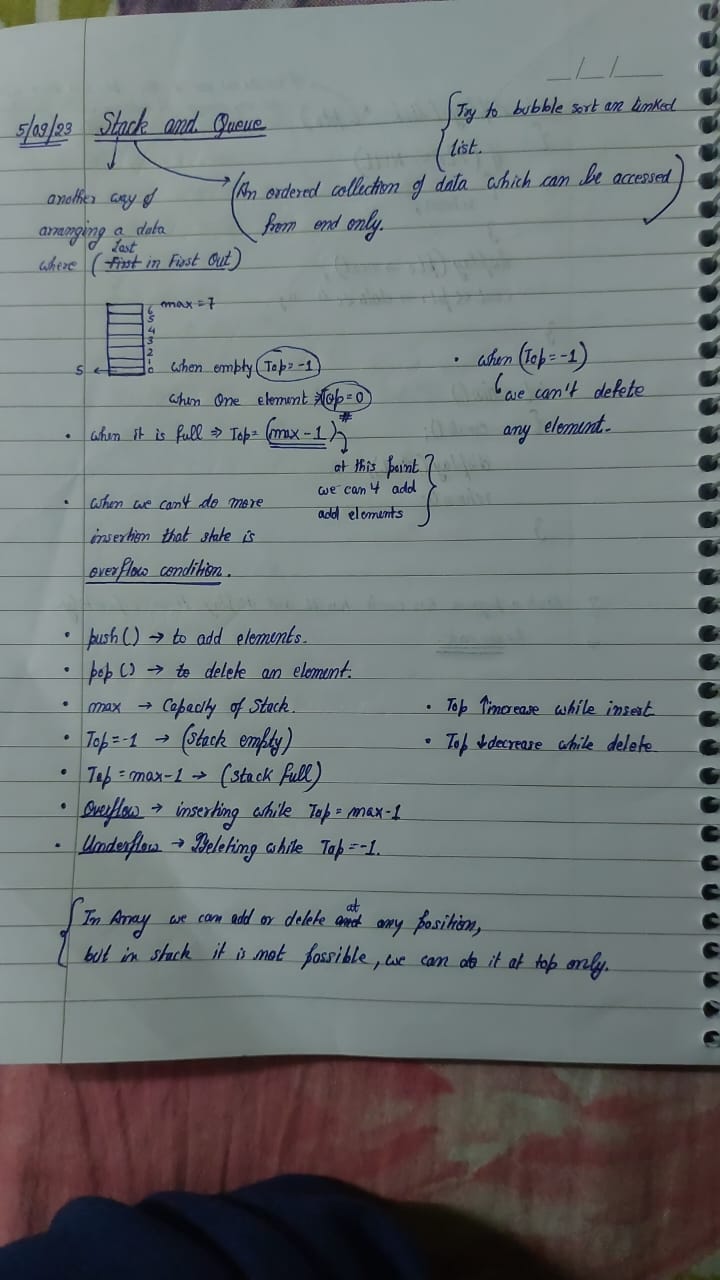 _/_/___
5/09/23 Stack and Queue
{Try to bubble sort an linked
list.
another way of
arranging a data
where (First Last in First Out)
(An ordered collection of data which can be accessed
from end only.)
max=7
6
5
4
3
2
1
0
S ←
when empty (Top=-1)
when One element (Top=0)
#
• when it is full ⇒ Top= (max-1)
at this point
we can't add
add elements
• when (Top=-1)
we can't delete
any element.
• when we can't do more
insertion that state is
overflow condition.
• push() → to add elements.
• pop() → to delete an element.
• max → Capacity of Stack.
• Top=-1 → (Stack empty)
• Top = max-1 → (stack full)
• Overflow → inserting while Top = max-1
• Underflow → Deleting while Top=-1.
• Top ↑increase while insert
• Top ↓decrease while delete
{In Array we can add or delete at any position,
but in stack it is not possible, we can do it at top only.